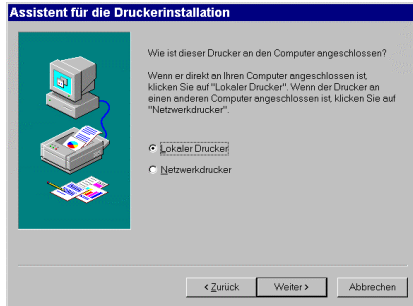 Assistent für die Druckerinstallation
Wie ist dieser Drucker an den Computer angeschlossen?
Wenn er direkt an Ihren Computer angeschlossen ist,
klicken Sie auf "Lokaler Drucker". Wenn der Drucker an
einen anderen Computer angeschlossen ist, klicken Sie auf
"Netzwerkdrucker".
Lokaler Drucker
Netzwerkdrucker
< Zurück Weiter > Abbrechen